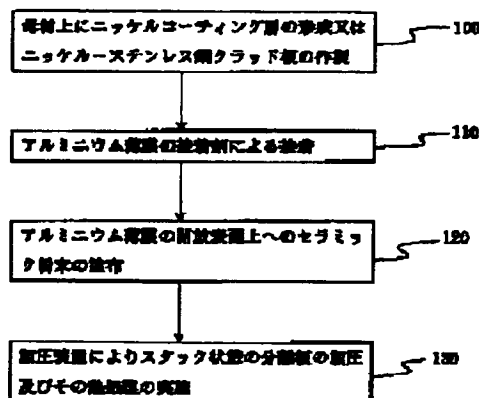 母材上にニッケルコーティング層の形成又は
ニッケルーステンレス鋼クラッド板の作製
100
アルミニウム薄膜の接着剤による接着
110
アルミニウム薄膜の開放表面上へのセラミッ
ク粉末の塗布
120
加圧装置によりスタック状態の分離板の加圧
及びその熱処理の実施
130